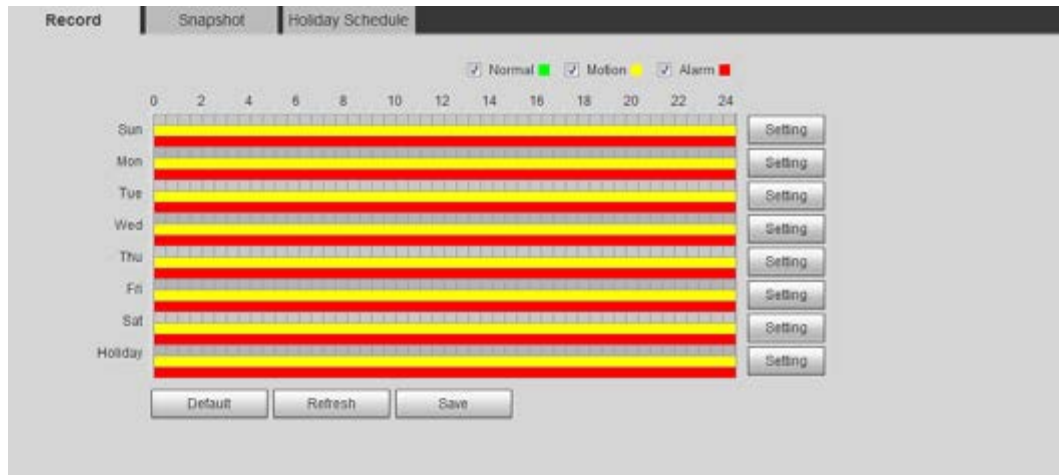 Record Snapshot Holiday Schedule
Normal Motion Alarm
0 2 4 6 8 10 12 14 16 18 20 22 24
Sun Setting
Mon Setting
Tue Setting
Wed Setting
Thu Setting
Fri Setting
Sat Setting
Holiday Setting
Default Refresh Save